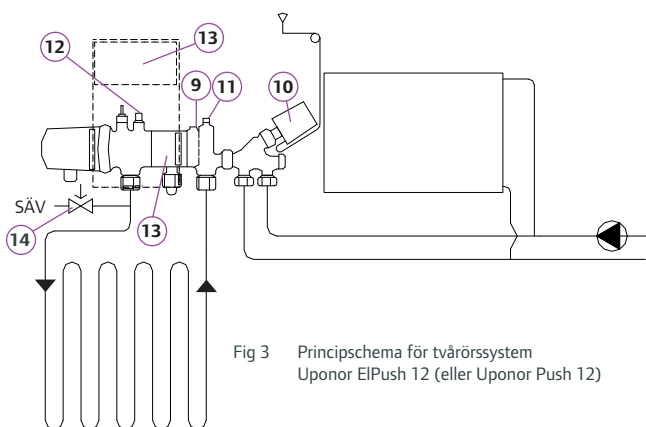 13
12
9
11
10
SÄV
14
13
Fig 3 Principschema för tvårörssystem
Uponor ElPush 12 (eller Uponor Push 12)